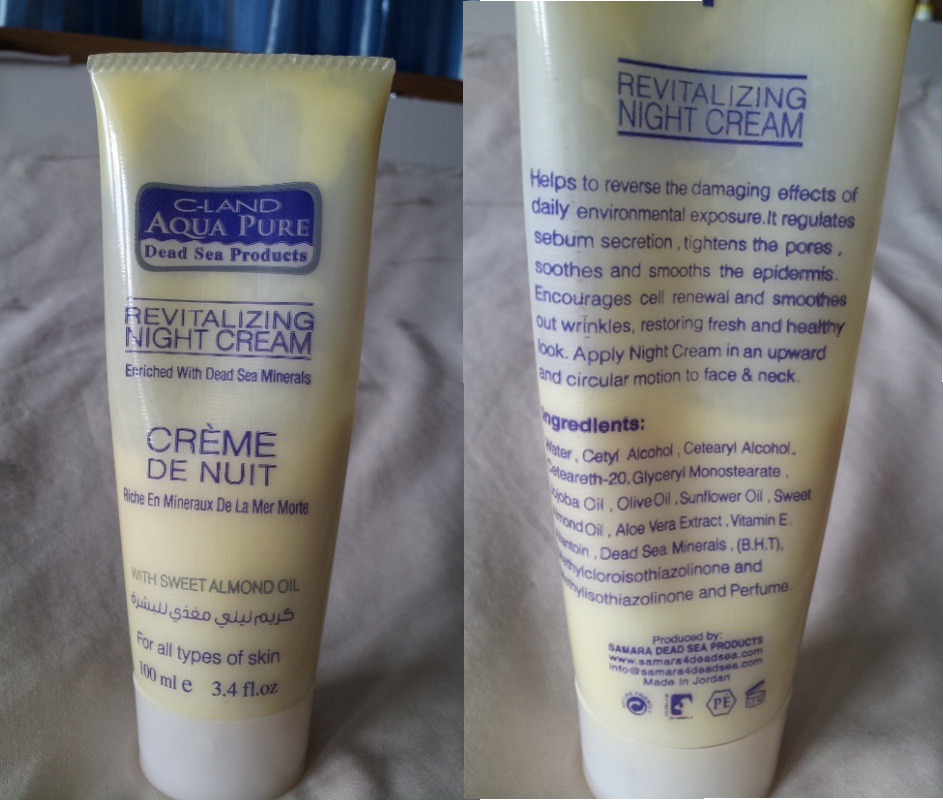 C-LAND
AQUA PURE
Dead Sea Products
REVITALIZING
NIGHT CREAM
Enriched With Dead Sea Minerals
CRÈME
DE NUIT
Riche En Mineraux De La Mer Morte
WITH SWEET ALMOND OIL
كريم ليلي مغذي للبشرة
For all types of skin
100 ml e 3.4 fl.oz
REVITALIZING
NIGHT CREAM
Helps to reverse the damaging effects of
daily environmental exposure.It regulates
sebum secretion , tightens the pores ,
soothes and smooths the epidermis.
Encourages cell renewal and smoothes
out wrinkles, restoring fresh and healthy
look. Apply Night Cream in an upward
and circular motion to face & neck.
Ingredients:
Water , Cetyl Alcohol , Cetearyl Alcohol,
Ceteareth-20, Glyceryl Monostearate ,
Jojoba Oil , Olive Oil , Sunflower Oil , Sweet
lmond Oil , Aloe Vera Extract , Vitamin E.
lantoin , Dead Sea Minerals , (B.H.T),
ethylcloroisothiazolinone and
ethylisothiazolinone and Perfume.
Produced by:
SAMARA DEAD SEA PRODUCTS
www.samara4deadsea.com
info@samara4deadsea.com
Made in Jordan
PE